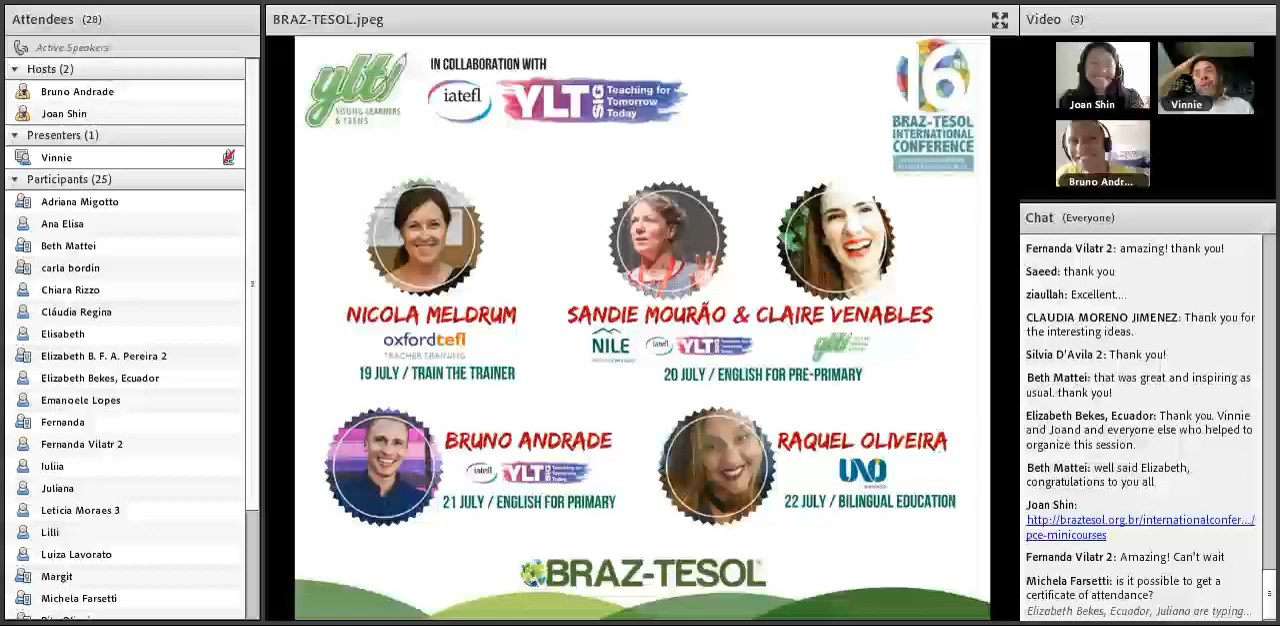 Attendees (28)
Active Speakers
Hosts (2)
Bruno Andrade
Joan Shin
Presenters (1)
Vinnie
Participants (25)
Adriana Migotto
Ana Elisa
Beth Mattei
carla bordin
Chiara Rizzo
Cláudia Regina
Elisabeth
Elizabeth B. F. A. Pereira 2
Elizabeth Bekes, Ecuador
Emanoele Lopes
Fernanda
Fernanda Vilatr 2
Iuliia
Juliana
Leticia Moraes 3
Lilli
Luiza Lavorato
Margit
Michela Farsetti
BRAZ-TESOL.jpeg
ylt
YOUNG LEARNERS
& TEENS
IN COLLABORATION WITH
iatefl
YLT SIG
Teaching for
Tomorrow
Today
16
BRAZ-TESOL
INTERNATIONAL
CONFERENCE
NICOLA MELDRUM
oxfordtefl
TEACHER TRAINING
19 JULY / TRAIN THE TRAINER
SANDIE MOURÃO & CLAIRE VENABLES
NILE
iatefl YLT
ylt
20 JULY / ENGLISH FOR PRE-PRIMARY
BRUNO ANDRADE
iatefl YLT
Teaching for
Tomorrow
Today
21 JULY / ENGLISH FOR PRIMARY
RAQUEL OLIVEIRA
UNO
22 JULY / BILINGUAL EDUCATION
BRAZ-TESOL
Video (3)
Joan Shin
Vinnie
Bruno Andr...
Chat (Everyone)
Fernanda Vilatr 2: amazing! thank you!
Saeed: thank you
ziaullah: Excellent....
CLAUDIA MORENO JIMENEZ: Thank you for
the interesting ideas.
Silvia D'Avila 2: Thank you!
Beth Mattei: that was great and inspiring as
usual. thank you!
Elizabeth Bekes, Ecuador: Thank you. Vinnie
and Joand and everyone else who helped to
organize this session.
Beth Mattei: well said Elizabeth,
congratulations to you all
Joan Shin:
http://braztesol.org.br/internationalconfer.../
pce-minicourses
Fernanda Vilatr 2: Amazing! Can't wait
Michela Farsetti: is it possible to get a
certificate of attendance?
Elizabeth Bekes, Ecuador, Juliana are typing...